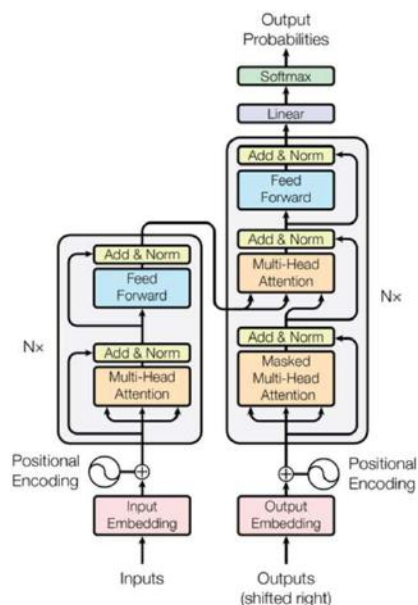 Output
Probabilities
Softmax
Linear
Add & Norm
Feed
Forward
Add & Norm
Multi-Head
Attention
Add & Norm
Masked
Multi-Head
Attention
Nx
Positional
Encoding
Output
Embedding
Outputs
(shifted right)
Add & Norm
Feed
Forward
Add & Norm
Multi-Head
Attention
Nx
Positional
Encoding
Input
Embedding
Inputs